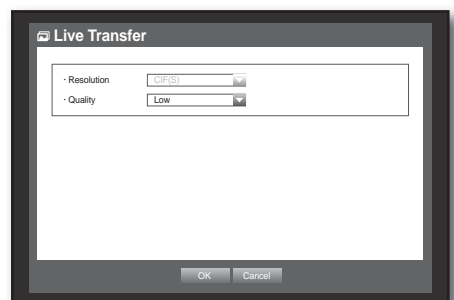 Live Transfer
· Resolution CIF(S)
· Quality Low
OK Cancel